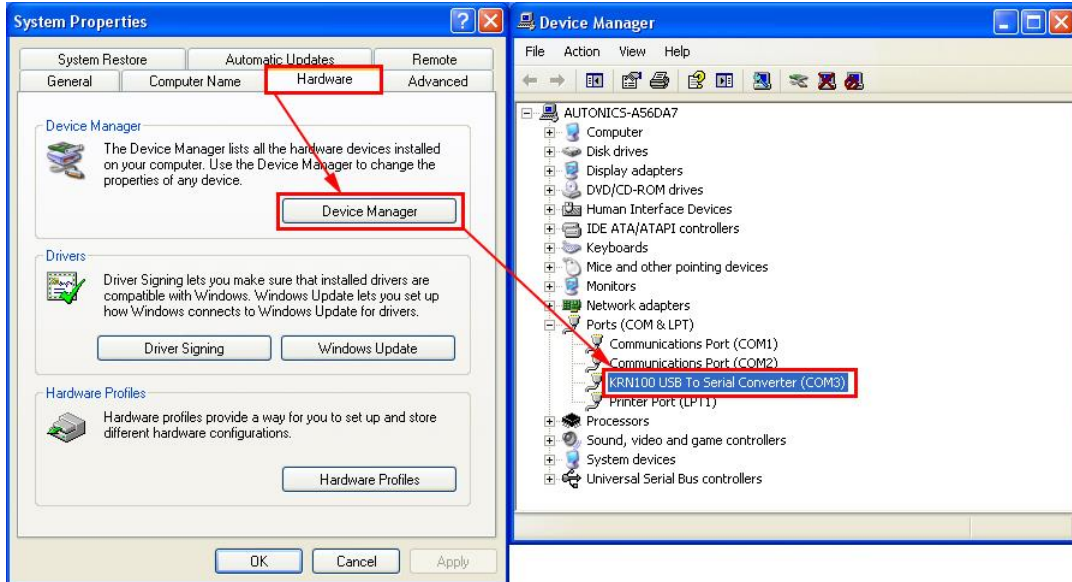 System Properties
System Restore Automatic Updates Remote
General Computer Name Hardware Advanced
Device Manager
The Device Manager lists all the hardware devices installed
on your computer. Use the Device Manager to change the
properties of any device.
Device Manager
Drivers
Driver Signing lets you make sure that installed drivers are
compatible with Windows. Windows Update lets you set up
how Windows connects to Windows Update for drivers.
Driver Signing Windows Update
Hardware Profiles
Hardware profiles provide a way for you to set up and store
different hardware configurations.
Hardware Profiles
OK Cancel Apply
Device Manager
File Action View Help
AUTONICS-A56DA7
Computer
Disk drives
Display adapters
DVD/CD-ROM drives
Human Interface Devices
IDE ATA/ATAPI controllers
Keyboards
Mice and other pointing devices
Monitors
Network adapters
Ports (COM & LPT)
Communications Port (COM1)
Communications Port (COM2)
KRN100 USB To Serial Converter (COM3)
Printer Port (LPT1)
Processors
Sound, video and game controllers
System devices
Universal Serial Bus controllers